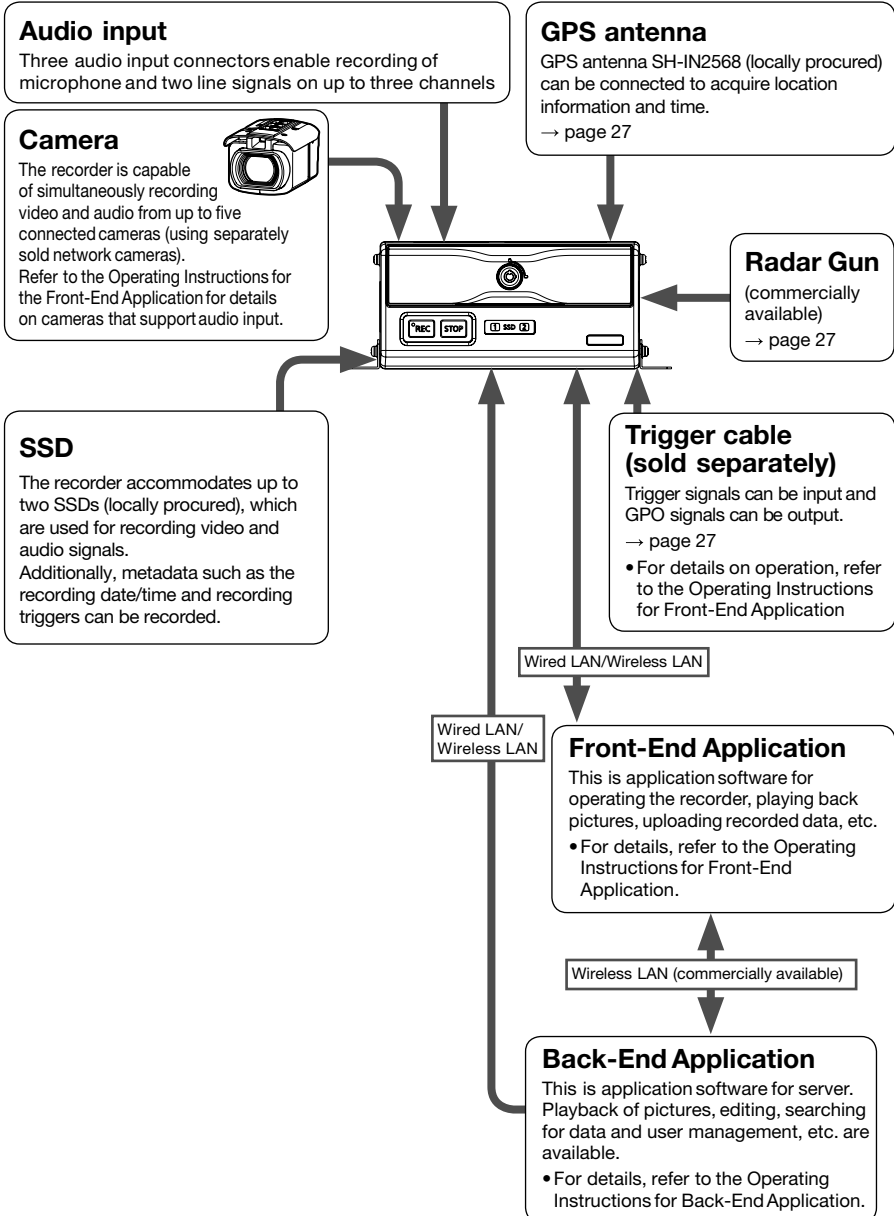 Audio input
Three audio input connectors enable recording of
microphone and two line signals on up to three channels
GPS antenna
GPS antenna SH-IN2568 (locally procured)
can be connected to acquire location
information and time.
→ page 27
Camera
The recorder is capable
of simultaneously recording
video and audio from up to five
connected cameras (using separately
sold network cameras).
Refer to the Operating Instructions for
the Front-End Application for details
on cameras that support audio input.
Radar Gun
(commercially
available)
→ page 27
REC STOP 1 SSD 2
SSD
The recorder accommodates up to
two SSDs (locally procured), which
are used for recording video and
audio signals.
Additionally, metadata such as the
recording date/time and recording
triggers can be recorded.
Trigger cable
(sold separately)
Trigger signals can be input and
GPO signals can be output.
→ page 27
• For details on operation, refer
to the Operating Instructions
for Front-End Application
Wired LAN/Wireless LAN
Wired LAN/
Wireless LAN
Front-End Application
This is application software for
operating the recorder, playing back
pictures, uploading recorded data, etc.
• For details, refer to the Operating
Instructions for Front-End
Application.
Wireless LAN (commercially available)
Back-End Application
This is application software for server.
Playback of pictures, editing, searching
for data and user management, etc. are
available.
• For details, refer to the Operating
Instructions for Back-End Application.